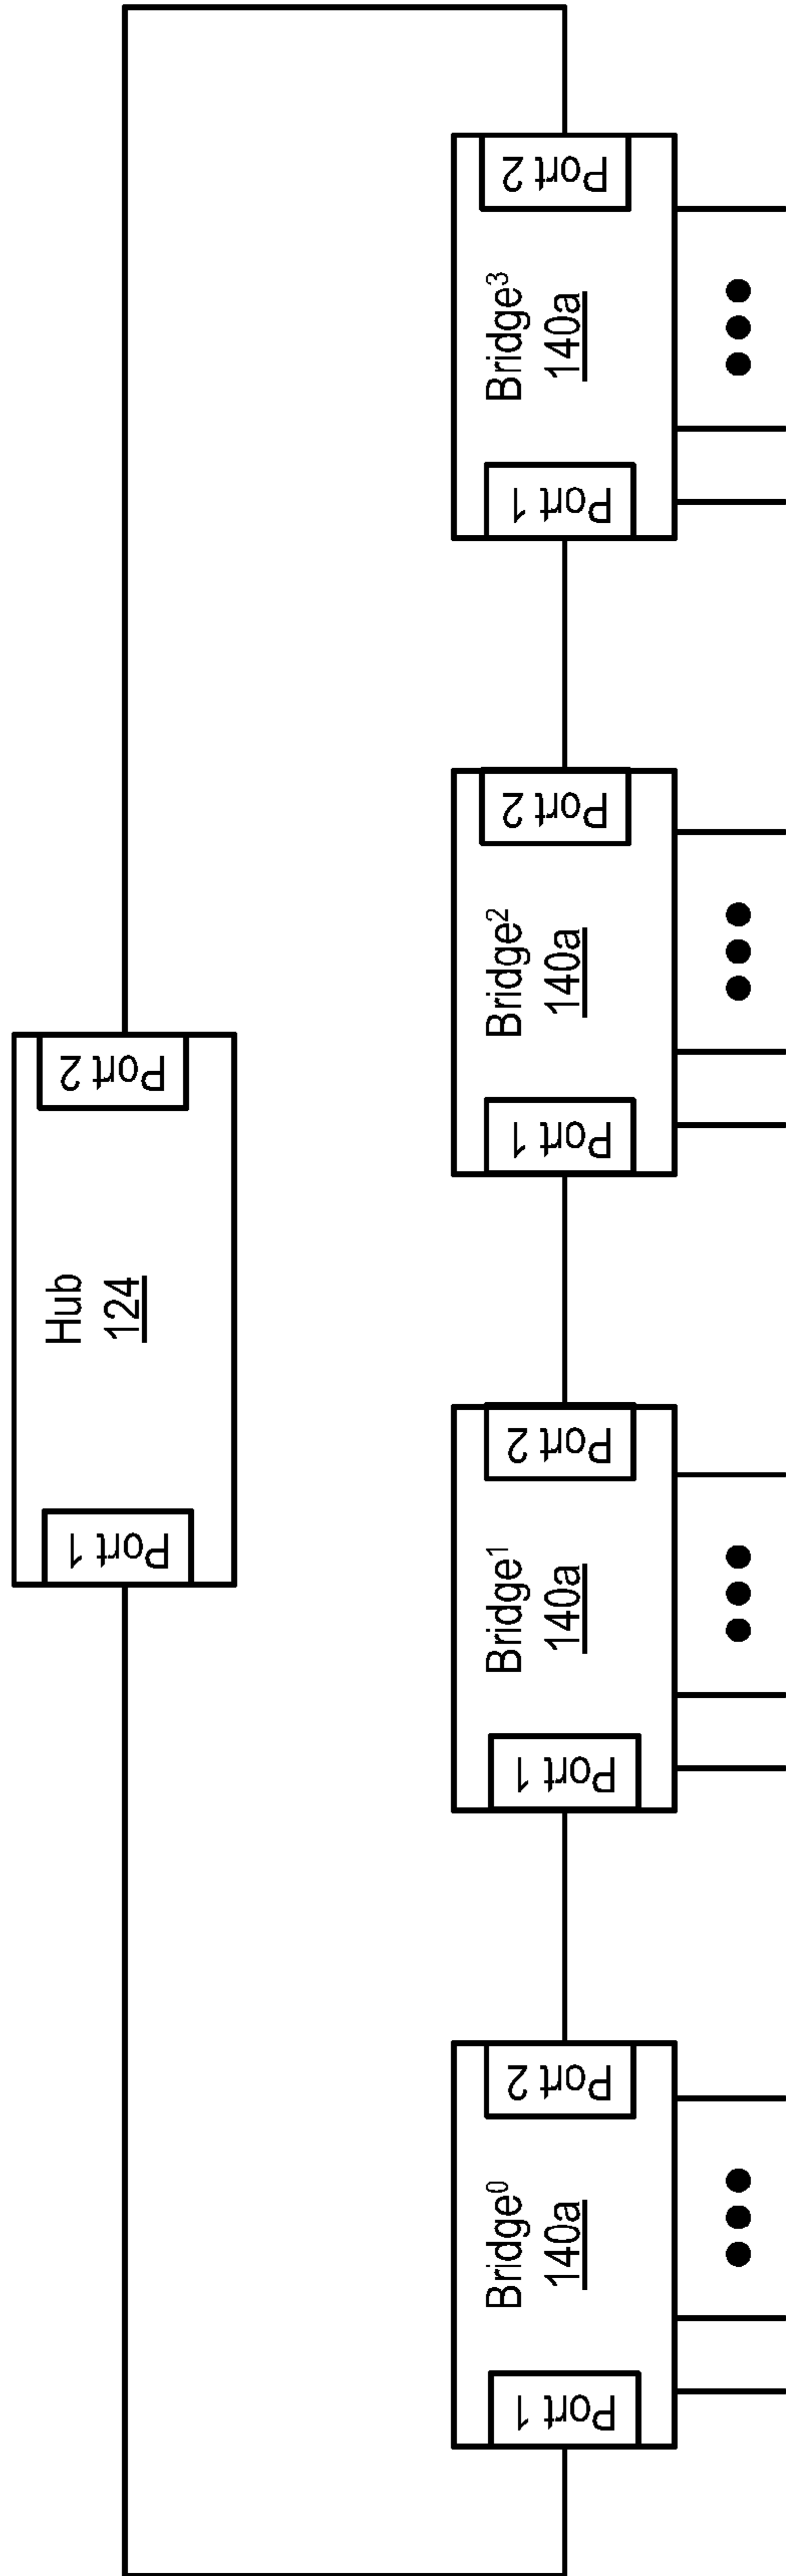 Hub
124
Port 1
Port 2
Bridge⁰
140a
Port 1
Port 2
Bridge¹
140a
Port 1
Port 2
Bridge²
140a
Port 1
Port 2
Bridge³
140a
Port 1
Port 2